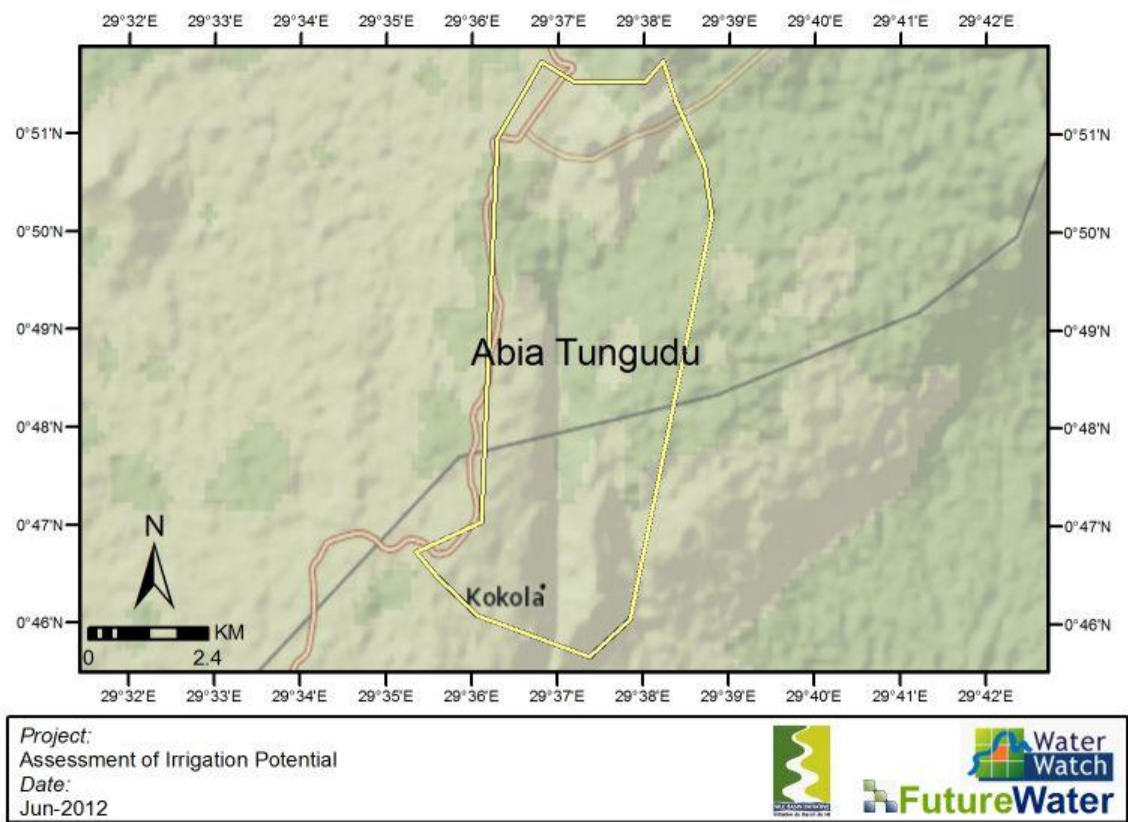 29°32'E 29°33'E 29°34'E 29°35'E 29°36'E 29°37'E 29°38'E 29°39'E 29°40'E 29°41'E 29°42'E
0°51'N 0°51'N
0°50'N 0°50'N
0°49'N 0°49'N
Abia Tungudu
0°48'N 0°48'N
0°47'N 0°47'N
N
Kokola
0°46'N 0°46'N
KM
0 2.4
29°32'E 29°33'E 29°34'E 29°35'E 29°36'E 29°37'E 29°38'E 29°39'E 29°40'E 29°41'E 29°42'E
Project:
Assessment of Irrigation Potential
Date:
Jun-2012
NILE BASIN INITIATIVE
Water
Watch
FutureWater